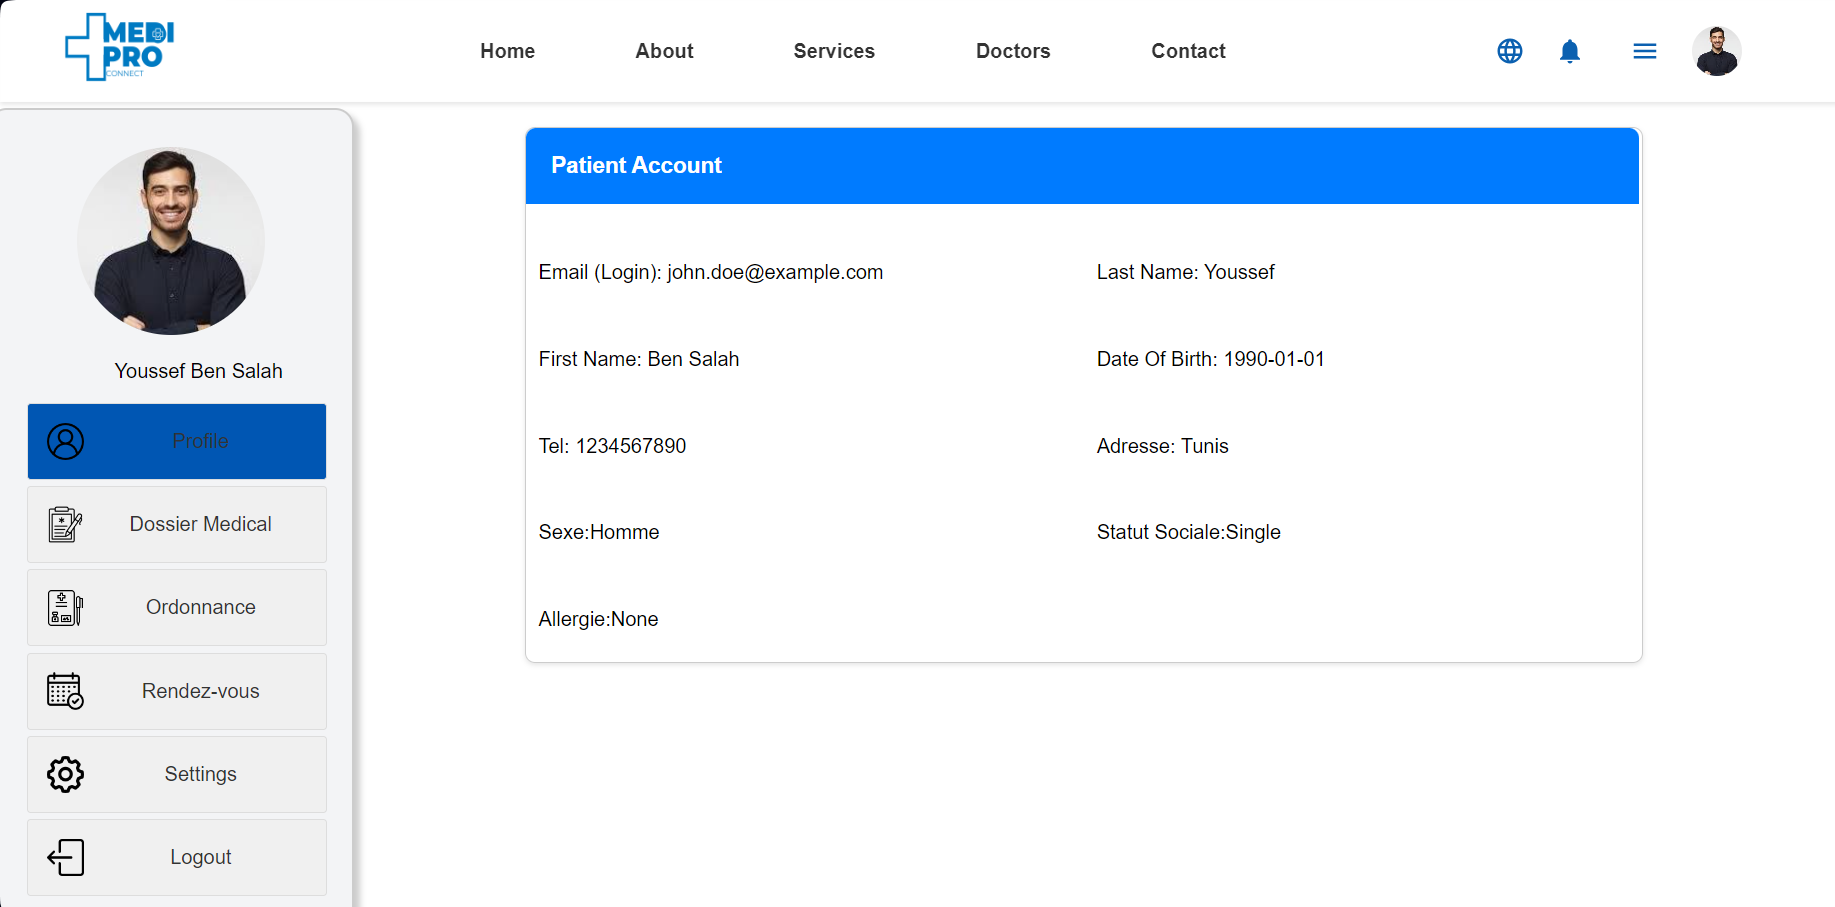 MEDI
PRO
CONNECT
Home About Services Doctors Contact
Youssef Ben Salah
Profile
Dossier Medical
Ordonnance
Rendez-vous
Settings
Logout
Patient Account
Email (Login): john.doe@example.com Last Name: Youssef
First Name: Ben Salah Date Of Birth: 1990-01-01
Tel: 1234567890 Adresse: Tunis
Sexe:Homme Statut Sociale:Single
Allergie:None